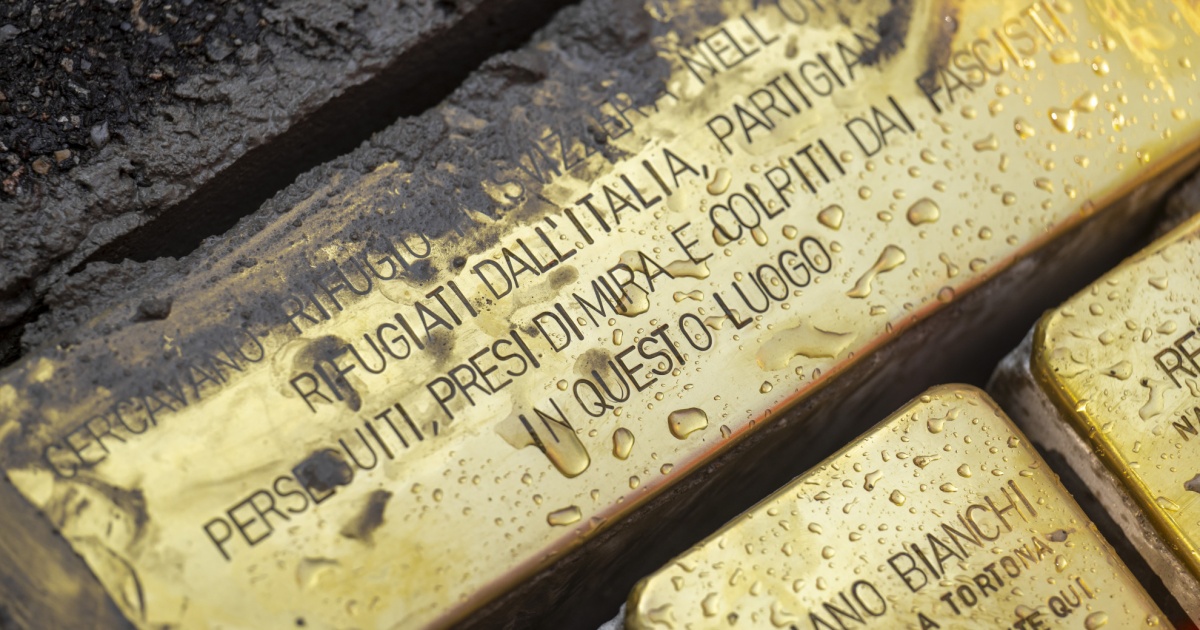 CERCAVANO RIFUGIO SVIZZERA NELL'
RIFUGIATI DALL'ITALIA, PARTIGIANI
PERSEGUITI, PRESI DI MIRA E COLPITI DAI FASCISTI
IN QUESTO LUOGO
BIANCHI
A TORTONA
QUI